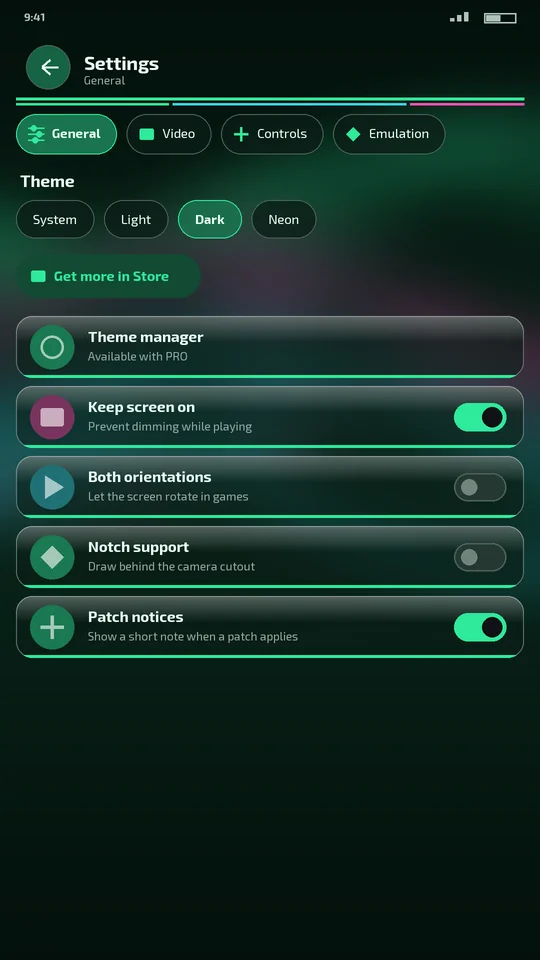 9:41
Settings
General
General
Video
Controls
Emulation
Theme
System
Light
Dark
Neon
Get more in Store
Theme manager
Available with PRO
Keep screen on
Prevent dimming while playing
Both orientations
Let the screen rotate in games
Notch support
Draw behind the camera cutout
Patch notices
Show a short note when a patch applies